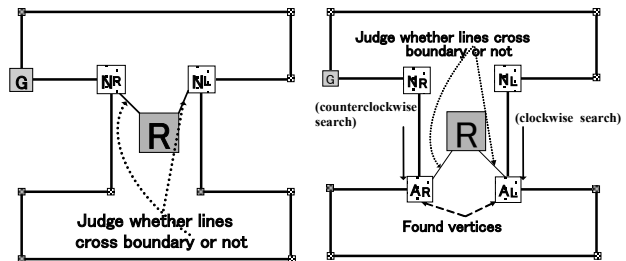 G
NR
NL
R
Judge whether lines
cross boundary or not
Judge whether lines cross
boundary or not
G
NR
NL
(counterclockwise
search)
R
(clockwise search)
AR
AL
Found vertices